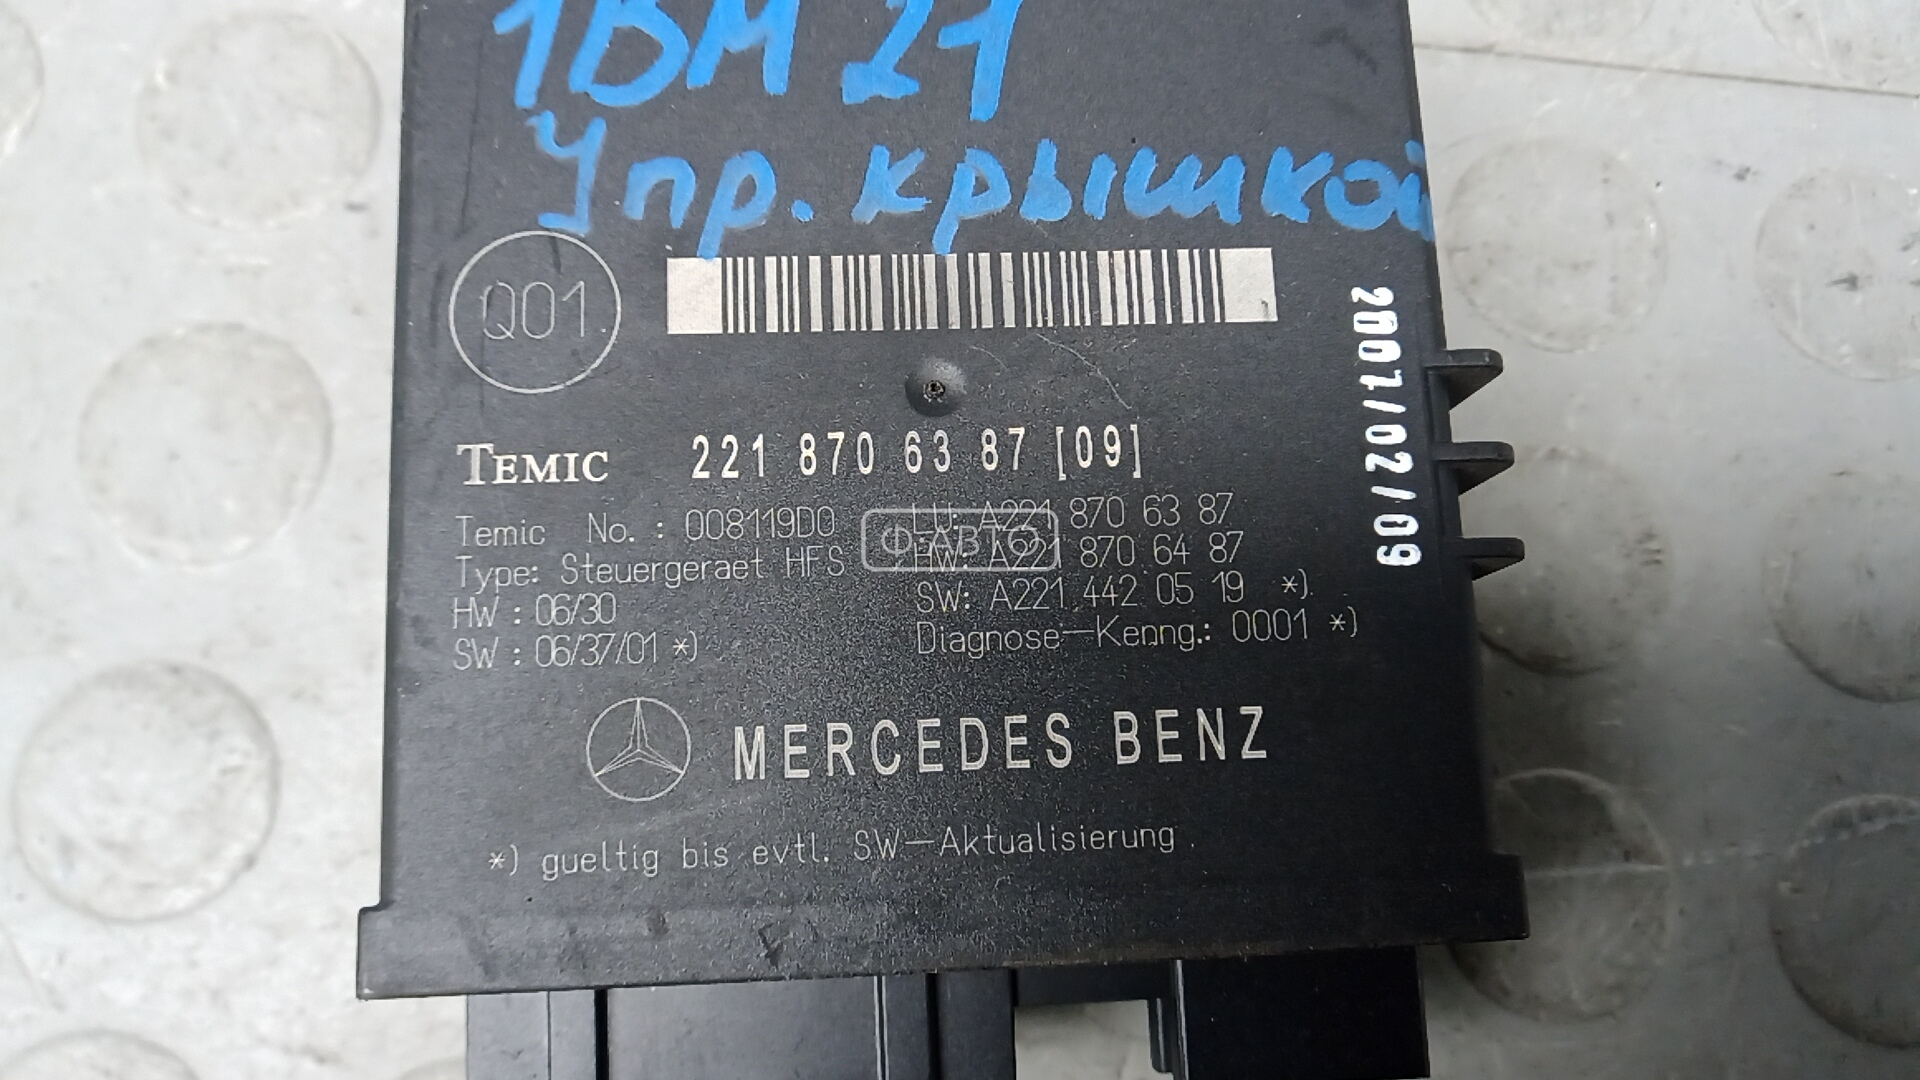 1ВМ 21
Упр. крышкой
Q01
2007/02/09
TEMIC 221 870 63 87 [09]
Temic No. : 008119D0 LU: A221 870 63 87
Type: Steuergeraet HFS HW: A221 870 64 87
HW : 06/30 SW: A221 442 05 19 *)
SW : 06/37/01 *) Diagnose-Kenng.: 0001 *)
Ф-АВТО
MERCEDES BENZ
*) gueltig bis evtl. SW-Aktualisierung